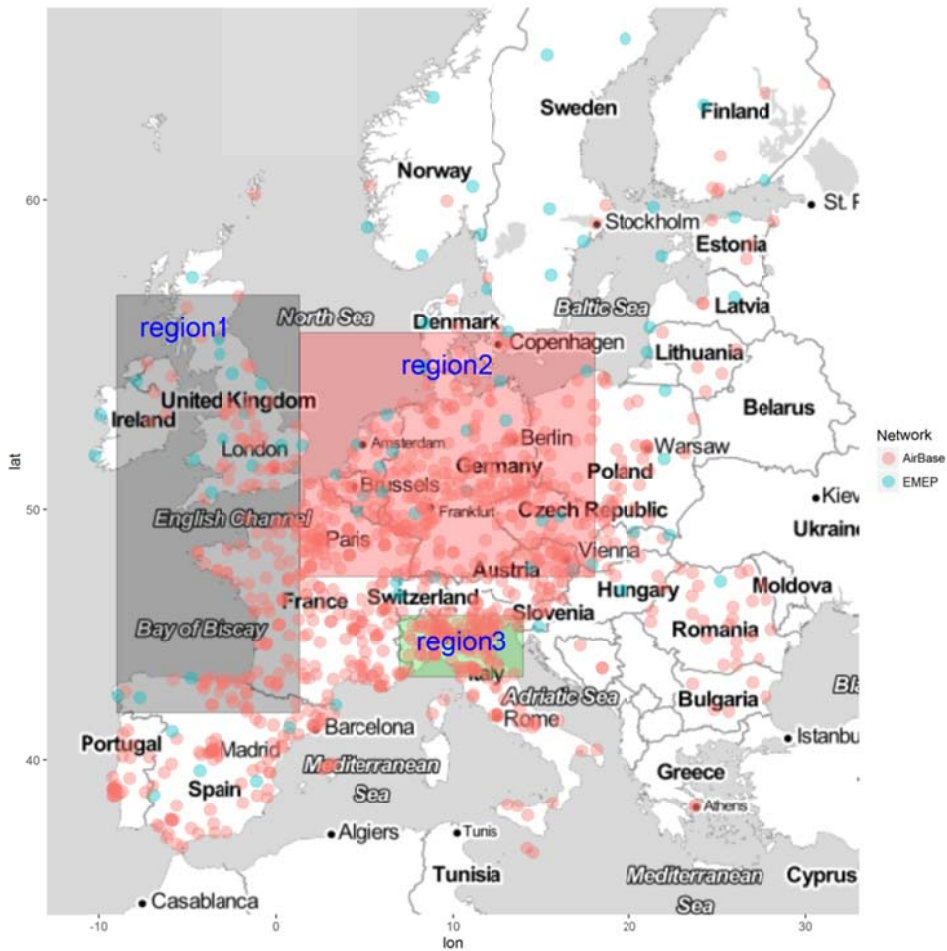 Sweden
Finland
Norway
60
St. F
Stockholm
Estonia
region1
North Sea
Baltic Sea
Latvia
Denmark
Copenhagen
Lithuania
region2
United Kingdom
Belarus
Ireland
Amsterdam
Berlin
London
Warsaw
Network
lat
Germany
Poland
AirBase
Brussels
EMEP
50
English Channel
Frankfurt
Czech Republic
Kiev
Ukraine
Paris
Vienna
Austria
France
Switzerland
Hungary
Moldova
Slovenia
Bay of Biscay
region3
Romania
Italy
Adriatic Sea
Bulgaria
Bla
Rome
Barcelona
Portugal
Madrid
Istanbu
40
Mediterranean
Sea
Spain
Greece
Athens
Algiers
Tunis
Tunisia
Mediterranean
Sea
Cyprus
Casablanca
-10
0
10
20
30
lon